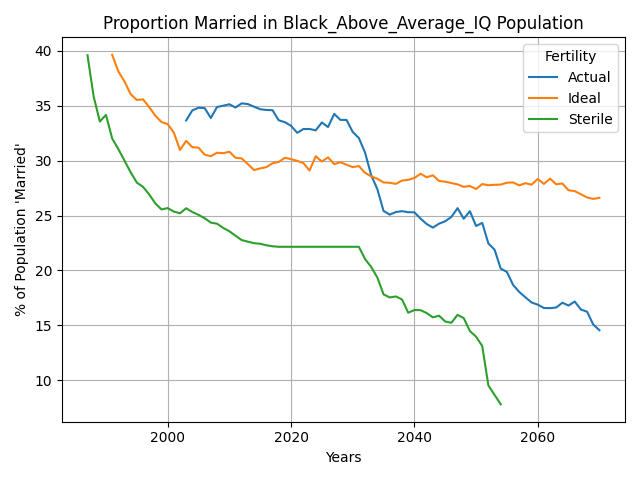 Proportion Married in Black_Above_Average_IQ Population
Fertility
Actual
Ideal
Sterile
% of Population 'Married'
40
35
30
25
20
15
10
2000
2020
2040
2060
Years